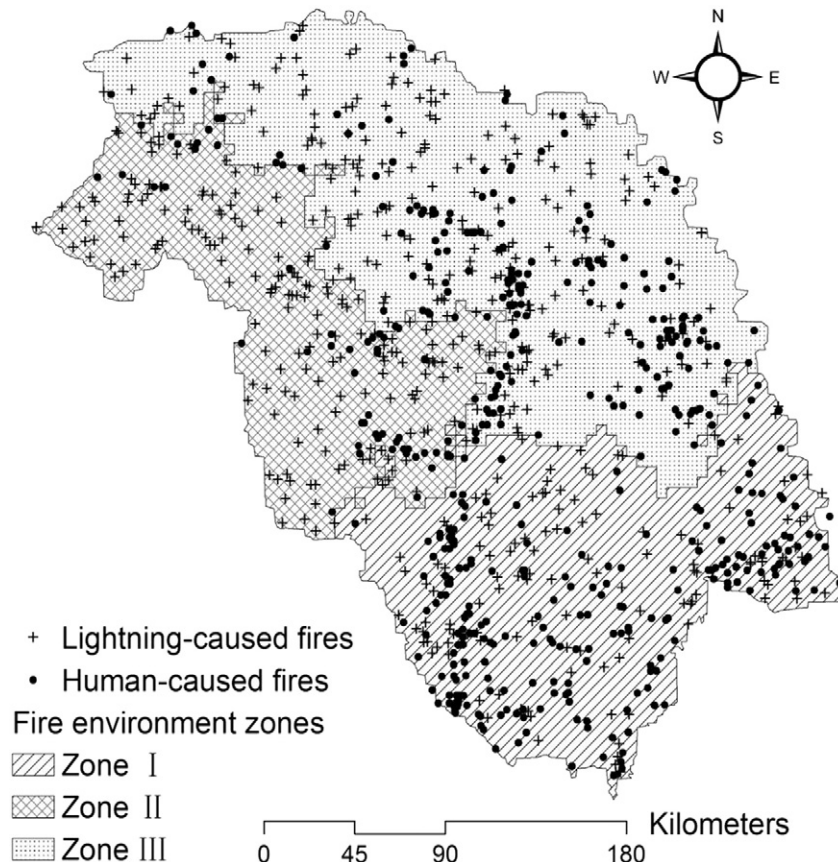 N
W E
S
Lightning-caused fires
Human-caused fires
Fire environment zones
Zone Ⅰ
Zone Ⅱ
Zone Ⅲ
Kilometers
0 45 90 180